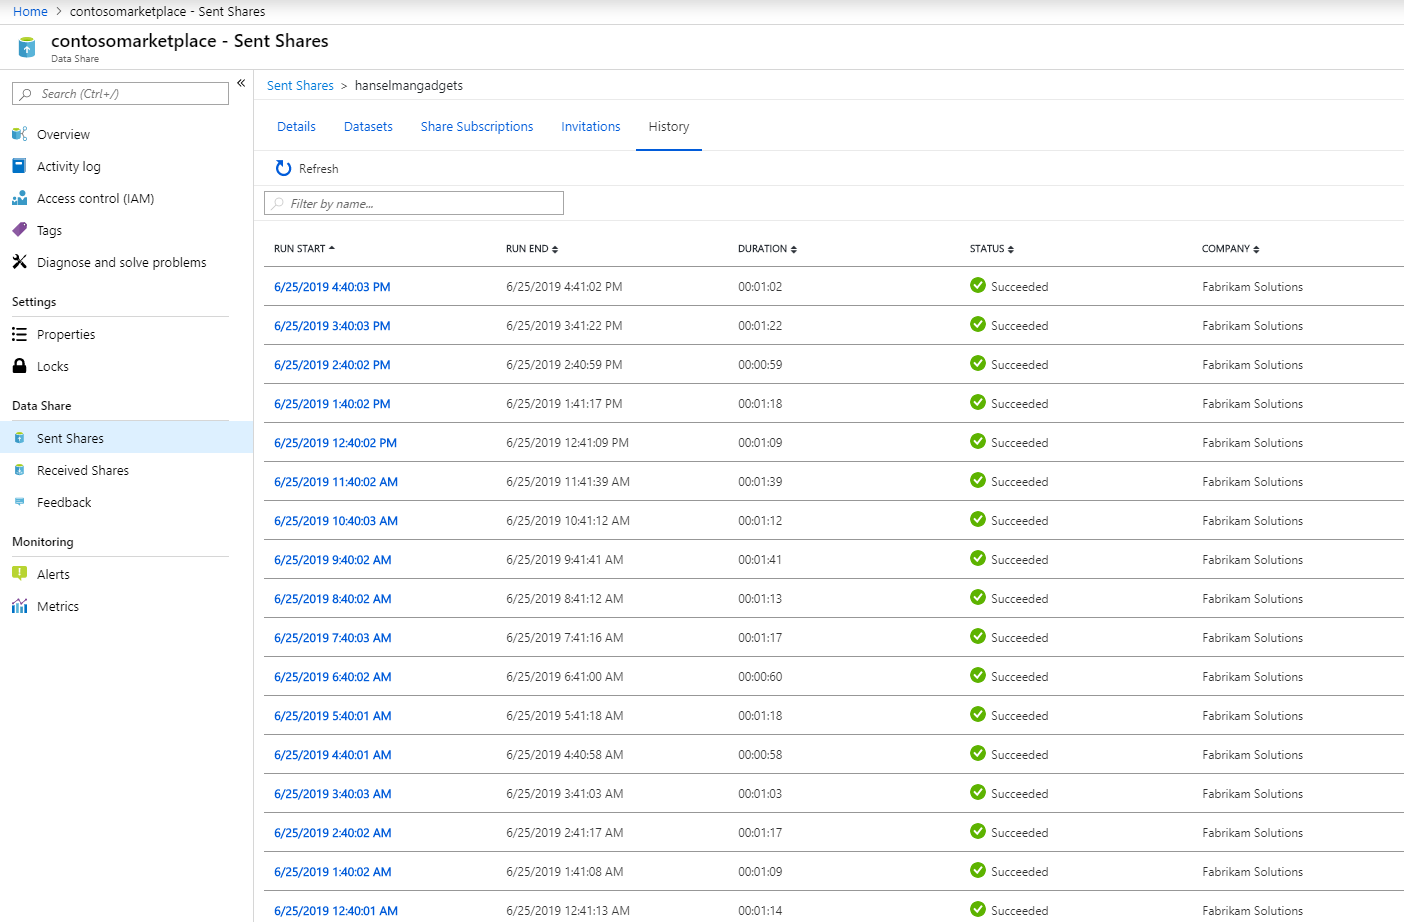 Home > contosomarketplace - Sent Shares
contosomarketplace - Sent Shares
Data Share
Search (Ctrl+/)
«
Overview
Activity log
Access control (IAM)
Tags
Diagnose and solve problems
Settings
Properties
Locks
Data Share
Sent Shares
Received Shares
Feedback
Monitoring
Alerts
Metrics
Sent Shares > hanselmangadgets
Details Datasets Share Subscriptions Invitations History
Refresh
Filter by name...
RUN START RUN END DURATION STATUS COMPANY
6/25/2019 4:40:03 PM 6/25/2019 4:41:02 PM 00:01:02 Succeeded Fabrikam Solutions
6/25/2019 3:40:03 PM 6/25/2019 3:41:22 PM 00:01:22 Succeeded Fabrikam Solutions
6/25/2019 2:40:02 PM 6/25/2019 2:40:59 PM 00:00:59 Succeeded Fabrikam Solutions
6/25/2019 1:40:02 PM 6/25/2019 1:41:17 PM 00:01:18 Succeeded Fabrikam Solutions
6/25/2019 12:40:02 PM 6/25/2019 12:41:09 PM 00:01:09 Succeeded Fabrikam Solutions
6/25/2019 11:40:02 AM 6/25/2019 11:41:39 AM 00:01:39 Succeeded Fabrikam Solutions
6/25/2019 10:40:03 AM 6/25/2019 10:41:12 AM 00:01:12 Succeeded Fabrikam Solutions
6/25/2019 9:40:02 AM 6/25/2019 9:41:41 AM 00:01:41 Succeeded Fabrikam Solutions
6/25/2019 8:40:02 AM 6/25/2019 8:41:12 AM 00:01:13 Succeeded Fabrikam Solutions
6/25/2019 7:40:03 AM 6/25/2019 7:41:16 AM 00:01:17 Succeeded Fabrikam Solutions
6/25/2019 6:40:02 AM 6/25/2019 6:41:00 AM 00:00:60 Succeeded Fabrikam Solutions
6/25/2019 5:40:01 AM 6/25/2019 5:41:18 AM 00:01:18 Succeeded Fabrikam Solutions
6/25/2019 4:40:01 AM 6/25/2019 4:40:58 AM 00:00:58 Succeeded Fabrikam Solutions
6/25/2019 3:40:03 AM 6/25/2019 3:41:03 AM 00:01:03 Succeeded Fabrikam Solutions
6/25/2019 2:40:02 AM 6/25/2019 2:41:17 AM 00:01:17 Succeeded Fabrikam Solutions
6/25/2019 1:40:02 AM 6/25/2019 1:41:08 AM 00:01:09 Succeeded Fabrikam Solutions
6/25/2019 12:40:01 AM 6/25/2019 12:41:13 AM 00:01:14 Succeeded Fabrikam Solutions